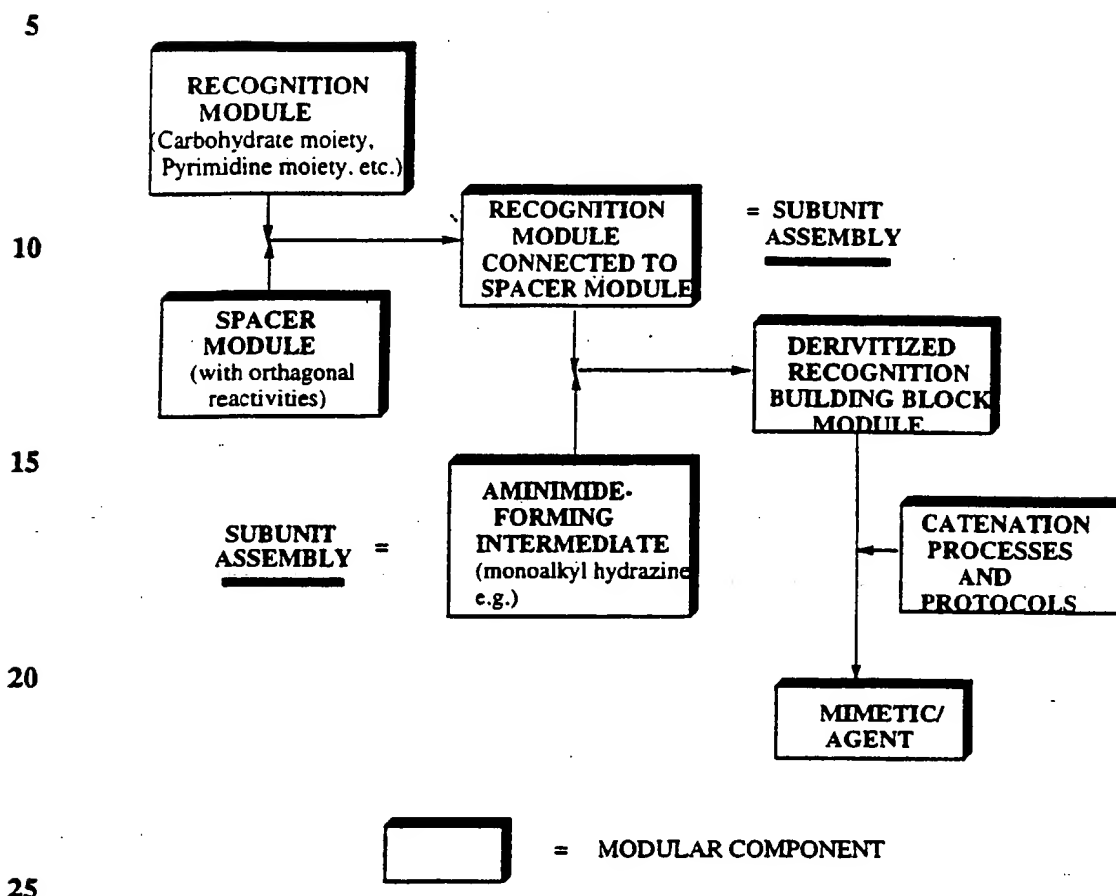 5
RECOGNITION
MODULE
(Carbohydrate moiety,
Pyrimidine moiety, etc.)
RECOGNITION
MODULE
CONNECTED TO
SPACER MODULE
= SUBUNIT
ASSEMBLY
10
SPACER
MODULE
(with orthagonal
reactivities)
DERIVITIZED
RECOGNITION
BUILDING BLOCK
MODULE
15
AMINIMIDE-
FORMING
INTERMEDIATE
(monoalkyl hydrazine
e.g.)
SUBUNIT
ASSEMBLY =
CATENATION
PROCESSES
AND
PROTOCOLS
20
MIMETIC/
AGENT
= MODULAR COMPONENT
25